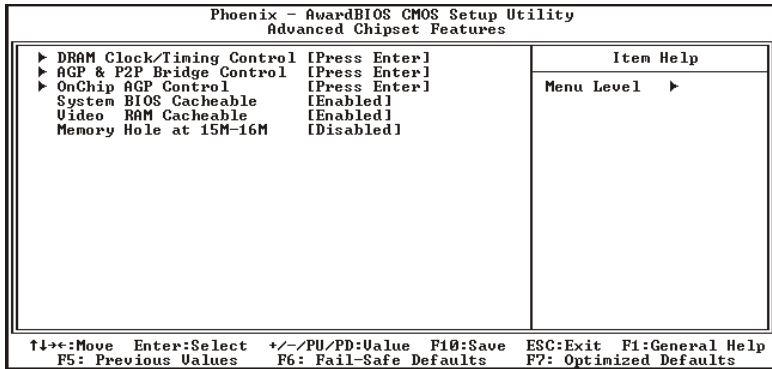 Phoenix - AwardBIOS CMOS Setup Utility
Advanced Chipset Features
► DRAM Clock/Timing Control [Press Enter]
► AGP & P2P Bridge Control [Press Enter]
► OnChip AGP Control [Press Enter]
System BIOS Cacheable [Enabled]
Video RAM Cacheable [Enabled]
Memory Hole at 15M-16M [Disabled]
Item Help
Menu Level ►
↑↓→←:Move Enter:Select +/-/PU/PD:Value F10:Save ESC:Exit F1:General Help
F5: Previous Values F6: Fail-Safe Defaults F7: Optimized Defaults